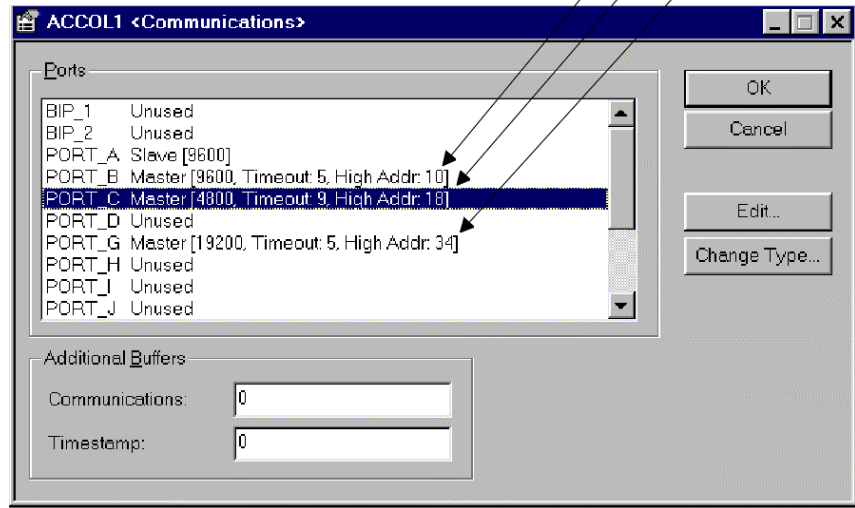 ACCOL1 <Communications>
Ports
BIP_1 Unused
BIP_2 Unused
PORT_A Slave [9600]
PORT_B Master [9600, Timeout: 5, High Addr: 10]
PORT_C Master [4800, Timeout: 9, High Addr: 18]
PORT_D Unused
PORT_G Master [19200, Timeout: 5, High Addr: 34]
PORT_H Unused
PORT_I Unused
PORT_J Unused
OK
Cancel
Edit...
Change Type...
Additional Buffers
Communications: 0
Timestamp: 0